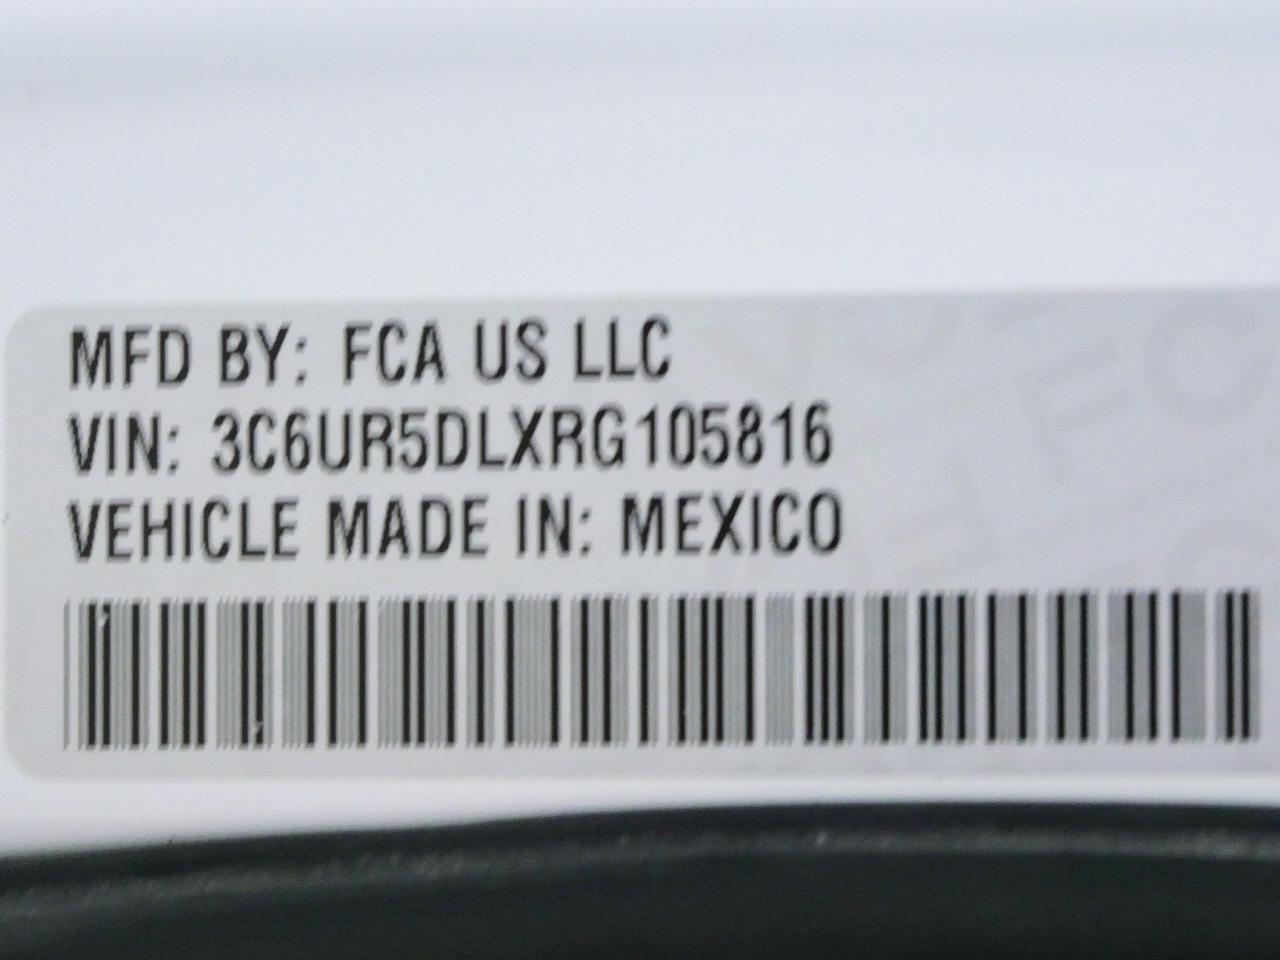 MFD BY: FCA US LLC
VIN: 3C6UR5DLXRG105816
VEHICLE MADE IN: MEXICO